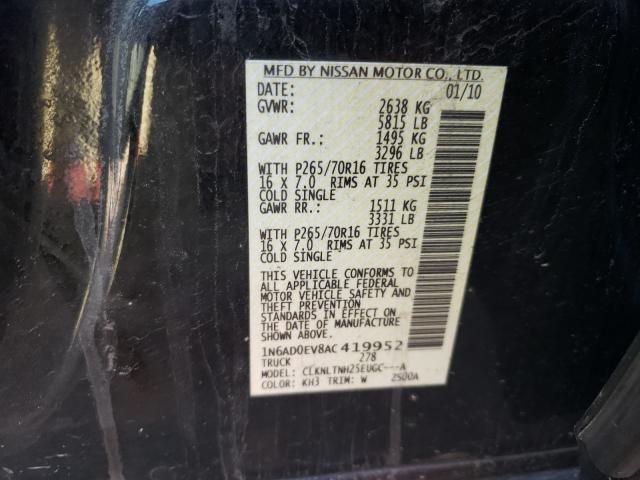 MFD BY NISSAN MOTOR CO., LTD.
DATE: 01/10
GVWR: 2638 KG
5815 LB
GAWR FR.: 1495 KG
3296 LB
WITH P265/70R16 TIRES
16 X 7.0 RIMS AT 35 PSI
COLD SINGLE
GAWR RR.: 1511 KG
3331 LB
WITH P265/70R16 TIRES
16 X 7.0 RIMS AT 35 PSI
COLD SINGLE
THIS VEHICLE CONFORMS TO
ALL APPLICABLE FEDERAL
MOTOR VEHICLE SAFETY AND
THEFT PREVENTION
STANDARDS IN EFFECT ON
THE DATE OF MANUFACTURE
SHOWN ABOVE.
1N6AD0EV8AC 419952
TRUCK 278
MODEL: CLKNLTNH25EUGC---A
COLOR: KH3 TRIM: W 2S00A